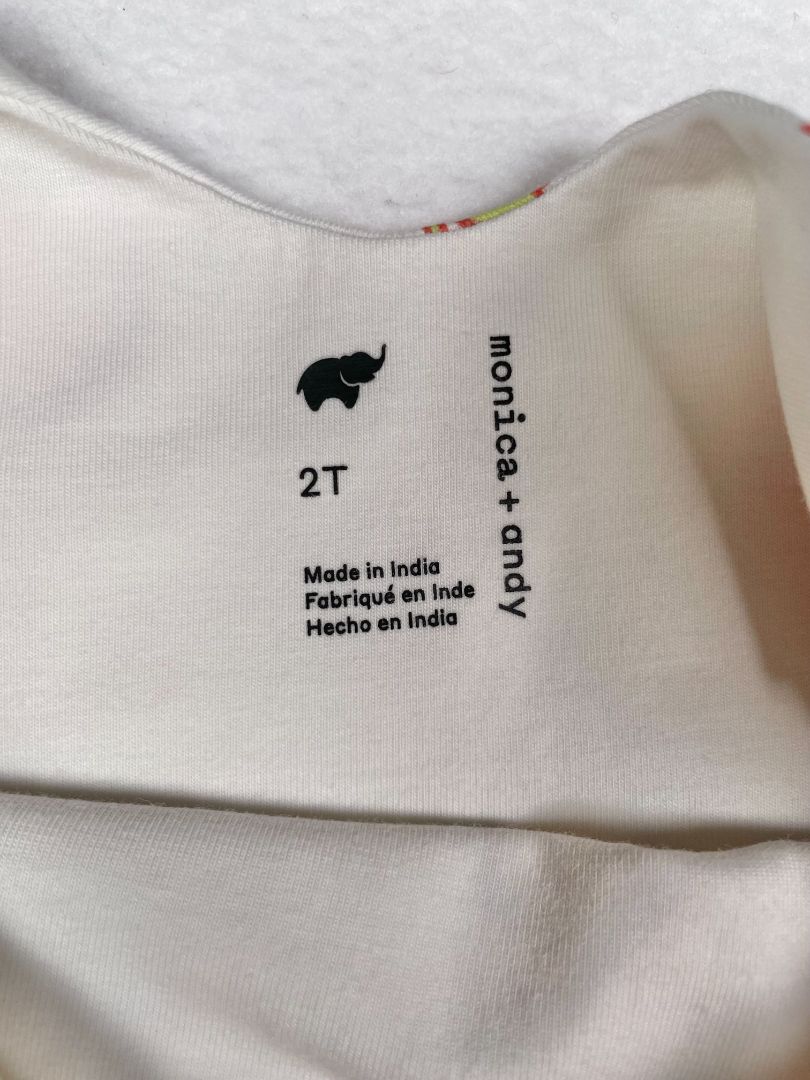 2T
Made in India
Fabriqué en Inde
Hecho en India
monica + andy